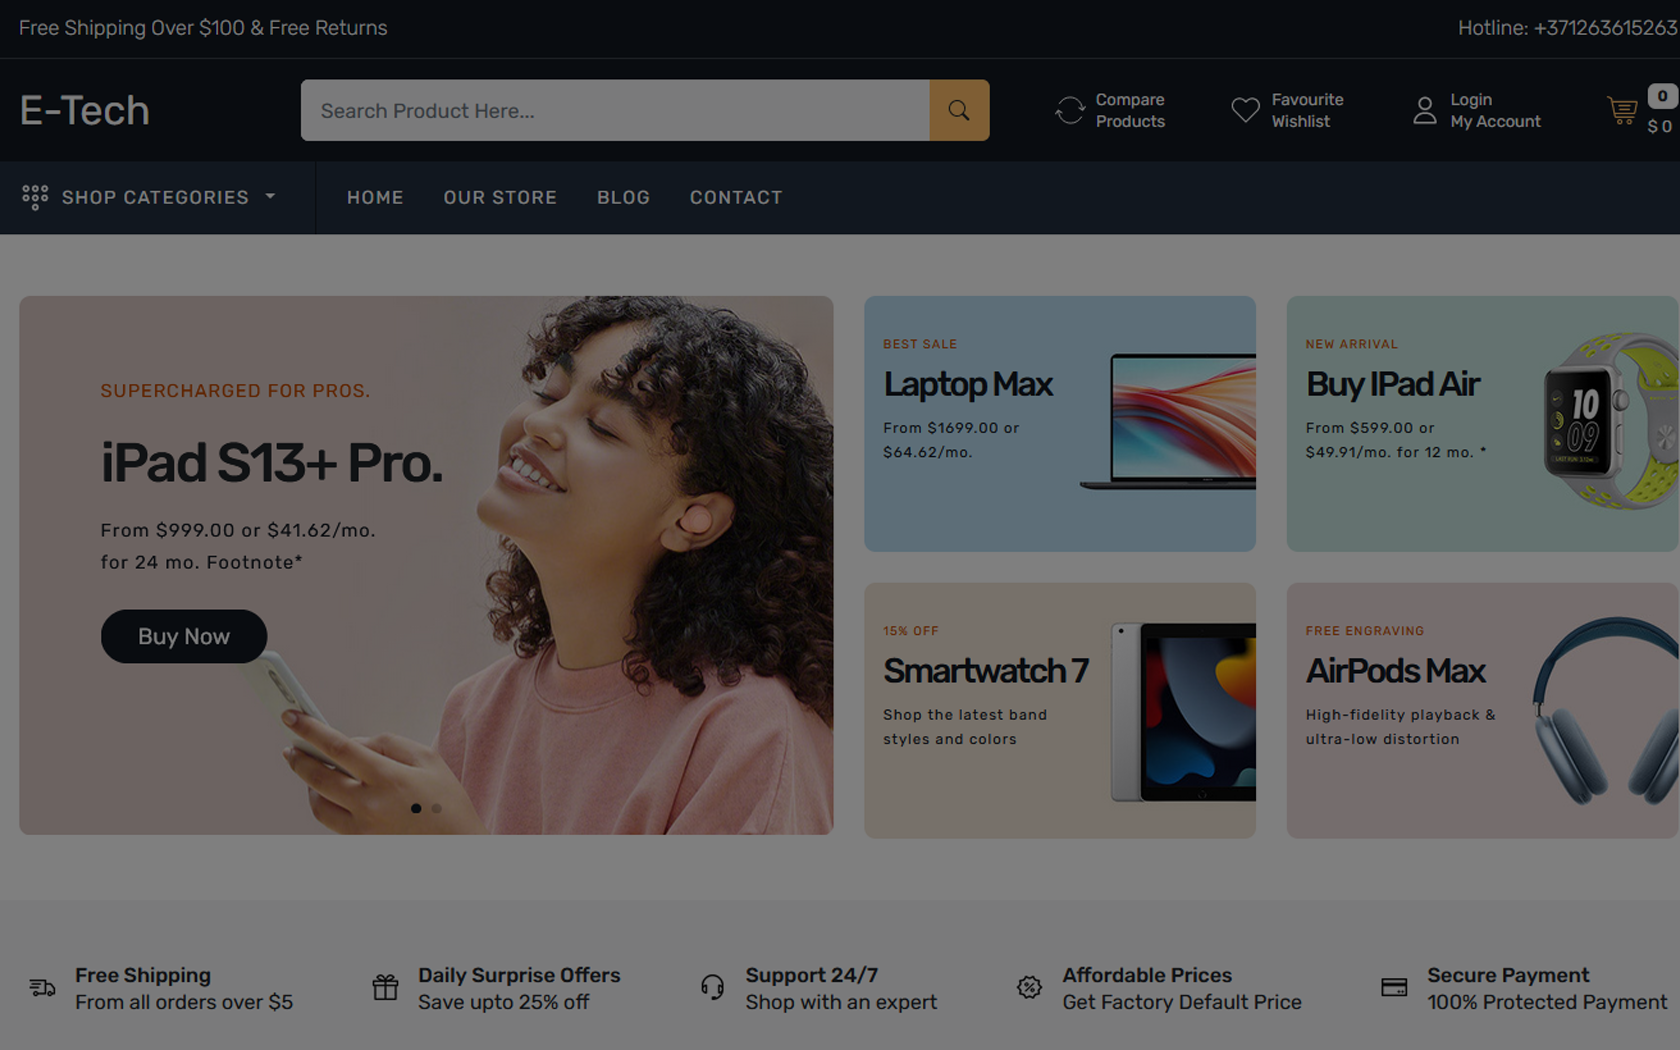 Free Shipping Over $100 & Free Returns
Hotline: +371263615263
E-Tech
Search Product Here...
Compare
Products
Favourite
Wishlist
Login
My Account
0
$ 0
SHOP CATEGORIES
HOME
OUR STORE
BLOG
CONTACT
SUPERCHARGED FOR PROS.
iPad S13+ Pro.
From $999.00 or $41.62/mo.
for 24 mo. Footnote*
Buy Now
BEST SALE
Laptop Max
From $1699.00 or
$64.62/mo.
NEW ARRIVAL
Buy IPad Air
From $599.00 or
$49.91/mo. for 12 mo. *
10
09
15% OFF
Smartwatch 7
Shop the latest band
styles and colors
FREE ENGRAVING
AirPods Max
High-fidelity playback &
ultra-low distortion
Free Shipping
From all orders over $5
Daily Surprise Offers
Save upto 25% off
Support 24/7
Shop with an expert
Affordable Prices
Get Factory Default Price
Secure Payment
100% Protected Payment